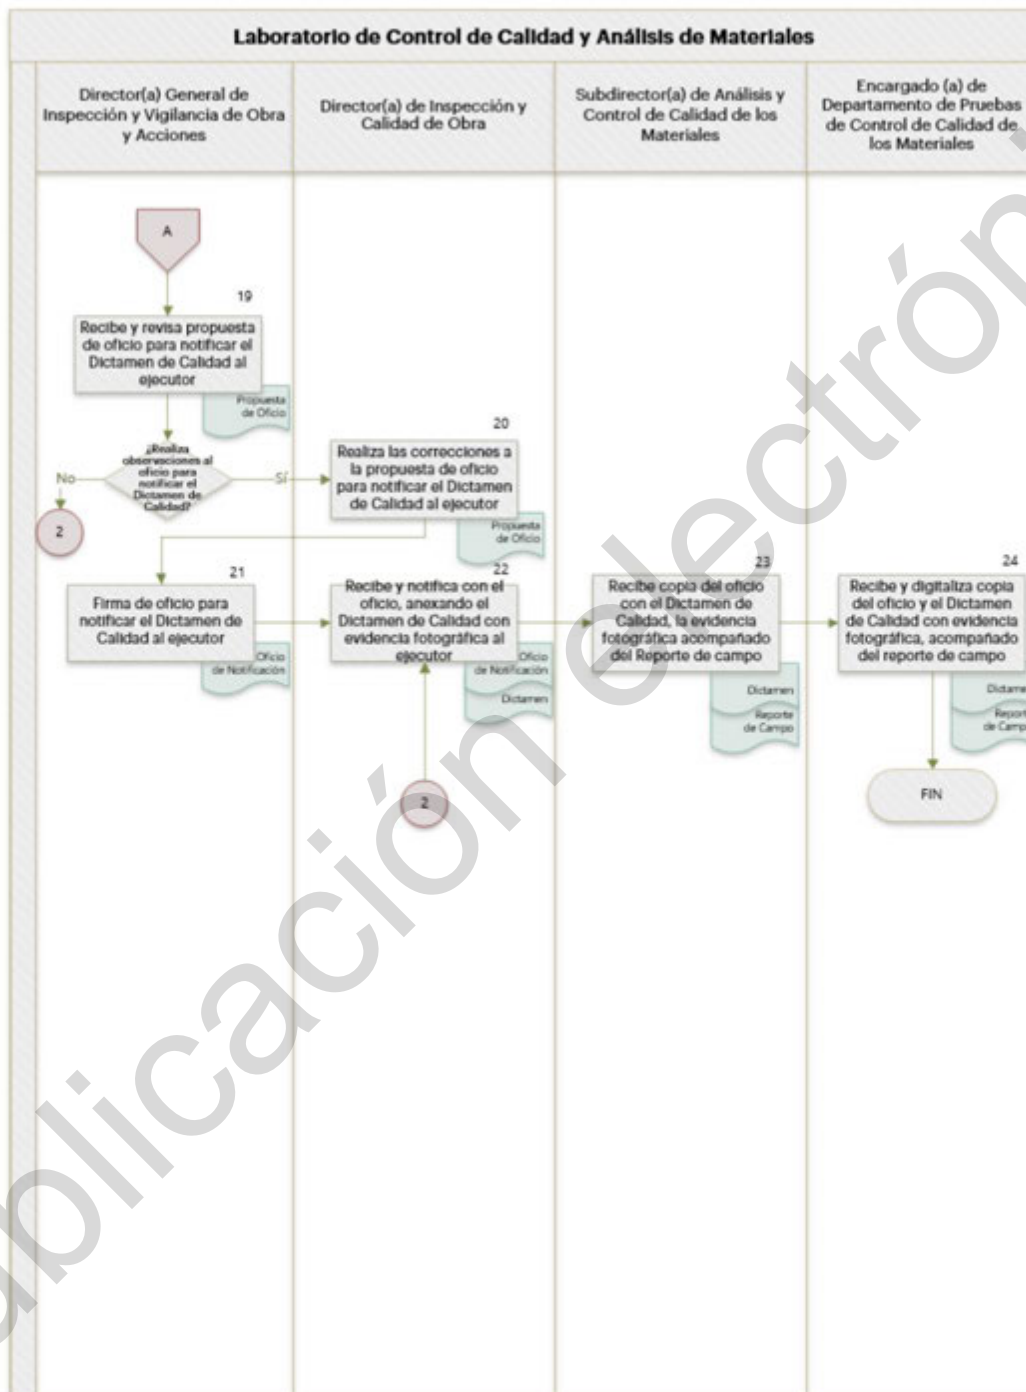 Laboratorio de Control de Calidad y Análisis de Materiales
Director(a) General de
Inspección y Vigilancia de Obra
y Acciones
Director(a) de Inspección y
Calidad de Obra
Subdirector(a) de Análisis y
Control de Calidad de los
Materiales
Encargado (a) de
Departamento de Pruebas
de Control de Calidad de
los Materiales
A
19
Recibe y revisa propuesta
de oficio para notificar el
Dictamen de Calidad al
ejecutor
Propuesta
de Oficio
¿Realiza
observaciones al
oficio para
notificar el
Dictamen de
Calidad?
No
Sí
2
20
Realiza las correcciones a
la propuesta de oficio
para notificar el Dictamen
de Calidad al ejecutor
Propuesta
de Oficio
21
Firma de oficio para
notificar el Dictamen de
Calidad al ejecutor
Oficio
de Notificación
22
Recibe y notifica con el
oficio, anexando el
Dictamen de Calidad con
evidencia fotográfica al
ejecutor
Oficio
de Notificación
Dictamen
2
23
Recibe copia del oficio
con el Dictamen de
Calidad, la evidencia
fotográfica acompañado
del Reporte de campo
Dictamen
Reporte
de Campo
24
Recibe y digitaliza copia
del oficio y el Dictamen
de Calidad con evidencia
fotográfica, acompañado
del reporte de campo
Dictame
Report
de Camp
FIN
ublicación electróni